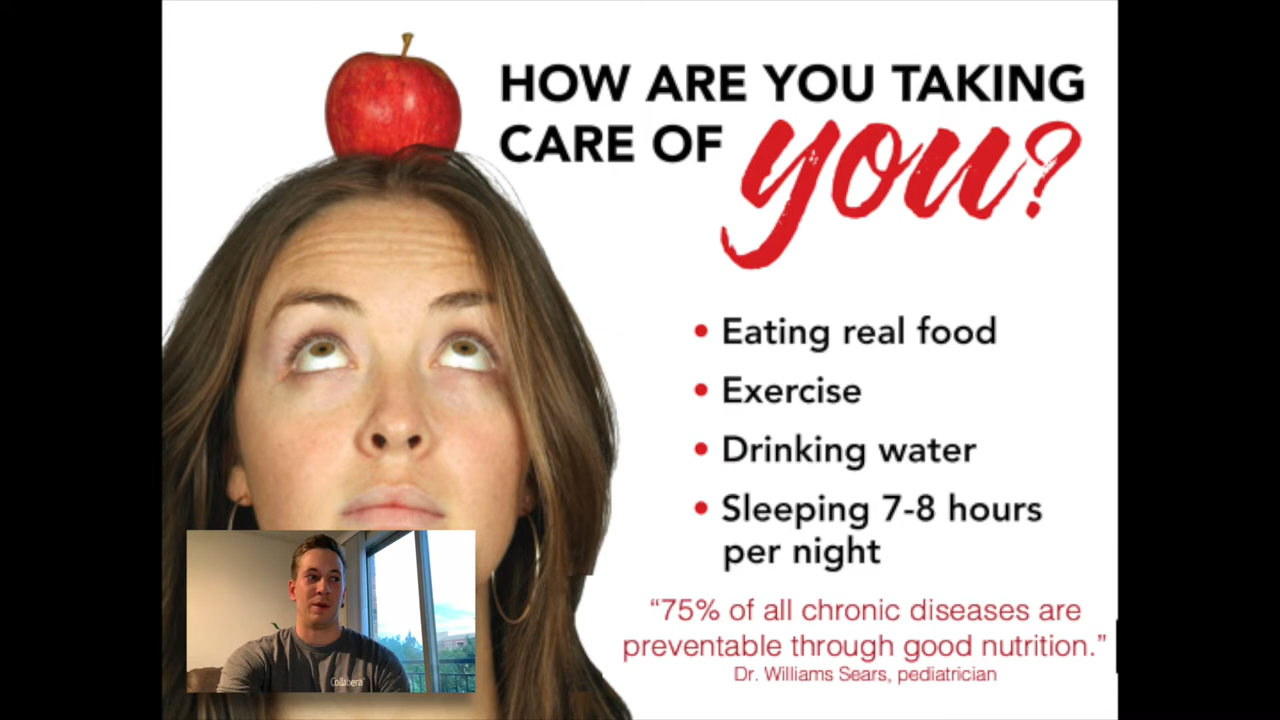 HOW ARE YOU TAKING
CARE OF you?
• Eating real food
• Exercise
• Drinking water
• Sleeping 7-8 hours
per night
“75% of all chronic diseases are
preventable through good nutrition.”
Dr. Williams Sears, pediatrician
Collabera